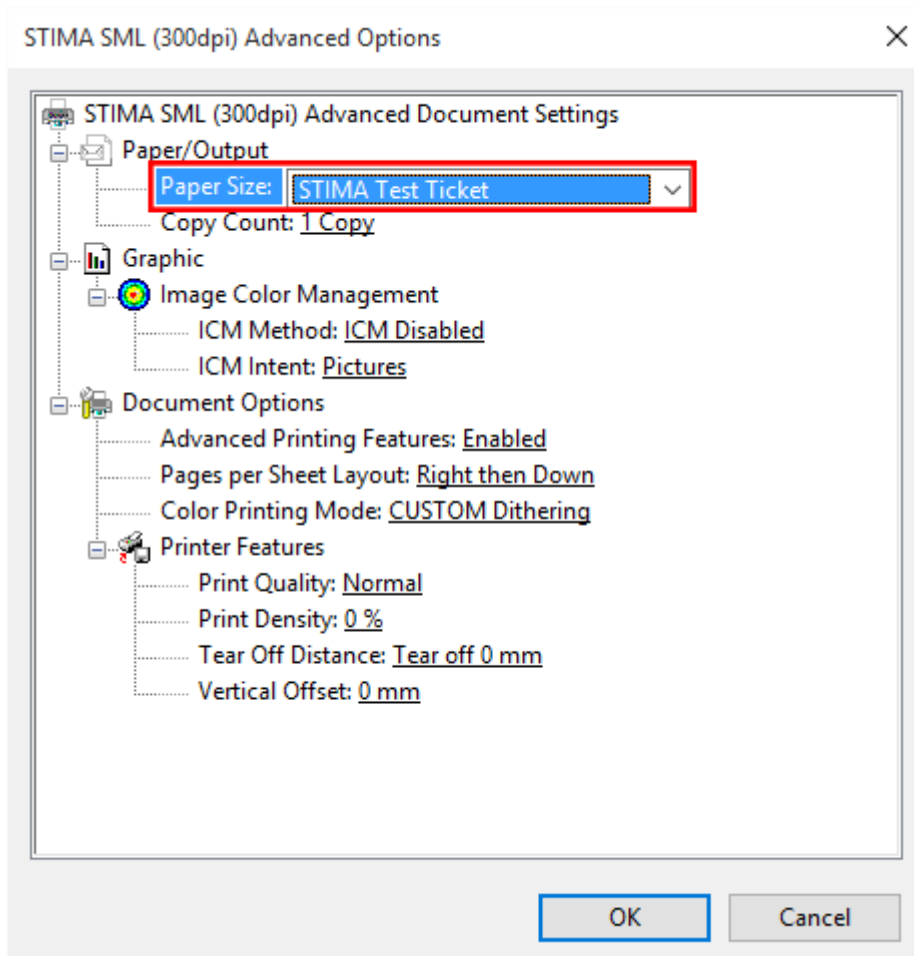 STIMA SML (300dpi) Advanced Options
STIMA SML (300dpi) Advanced Document Settings
Paper/Output
Paper Size: STIMA Test Ticket
Copy Count: 1 Copy
Graphic
Image Color Management
ICM Method: ICM Disabled
ICM Intent: Pictures
Document Options
Advanced Printing Features: Enabled
Pages per Sheet Layout: Right then Down
Color Printing Mode: CUSTOM Dithering
Printer Features
Print Quality: Normal
Print Density: 0 %
Tear Off Distance: Tear off 0 mm
Vertical Offset: 0 mm
OK Cancel